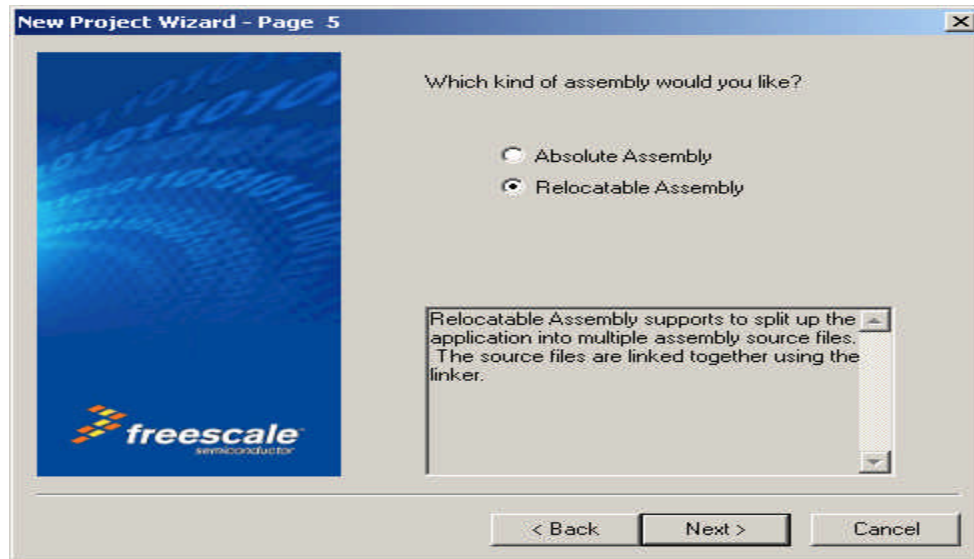 New Project Wizard - Page 5
Which kind of assembly would you like?
Absolute Assembly
Relocatable Assembly
Relocatable Assembly supports to split up the
application into multiple assembly source files.
The source files are linked together using the
linker.
freescale
semiconductor
< Back
Next >
Cancel